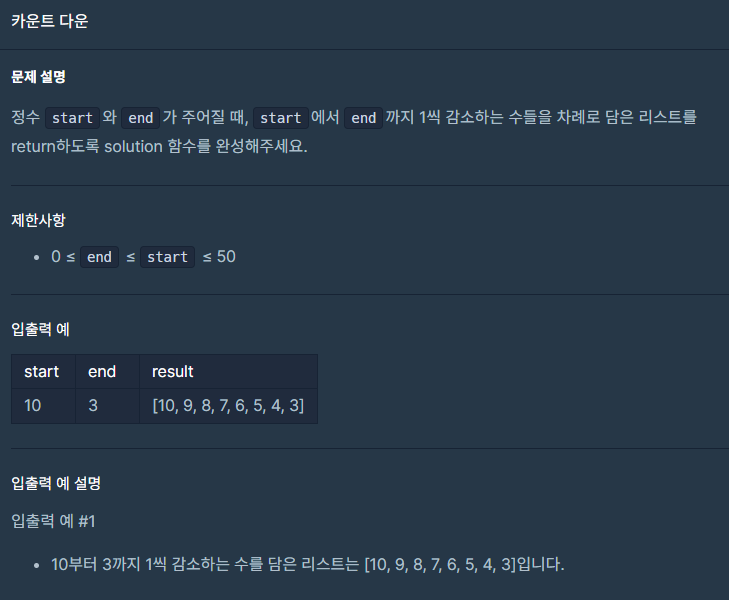 카운트 다운
문제 설명
정수 start 와 end 가 주어질 때, start 에서 end 까지 1씩 감소하는 수들을 차례로 담은 리스트를
return하도록 solution 함수를 완성해주세요.
제한사항
• 0 ≤ end ≤ start ≤ 50
입출력 예
start end result
10 3 [10, 9, 8, 7, 6, 5, 4, 3]
입출력 예 설명
입출력 예 #1
• 10부터 3까지 1씩 감소하는 수를 담은 리스트는 [10, 9, 8, 7, 6, 5, 4, 3]입니다.